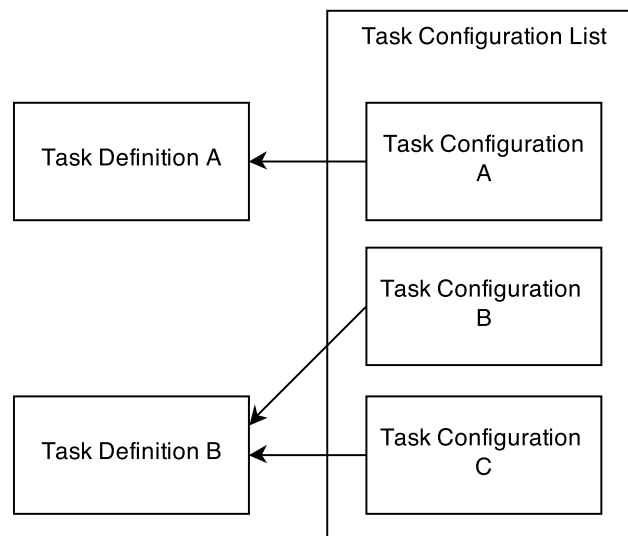 Task Configuration List
Task Definition A
Task Configuration
A
Task Configuration
B
Task Definition B
Task Configuration
C